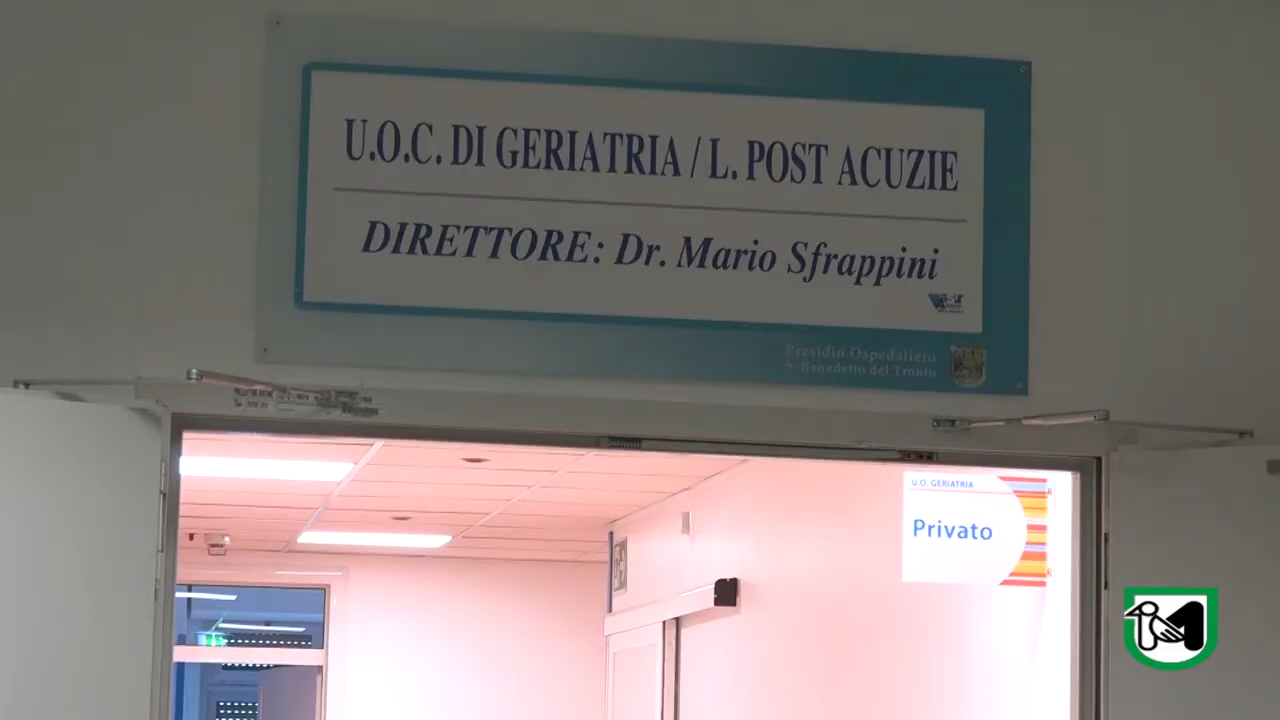 U.O.C. DI GERIATRIA / L. POST ACUZIE
DIRETTORE: Dr. Mario Sfrappini
Presidio Ospedaliero
S. Benedetto del Tronto
U.O. GERIATRIA
Privato